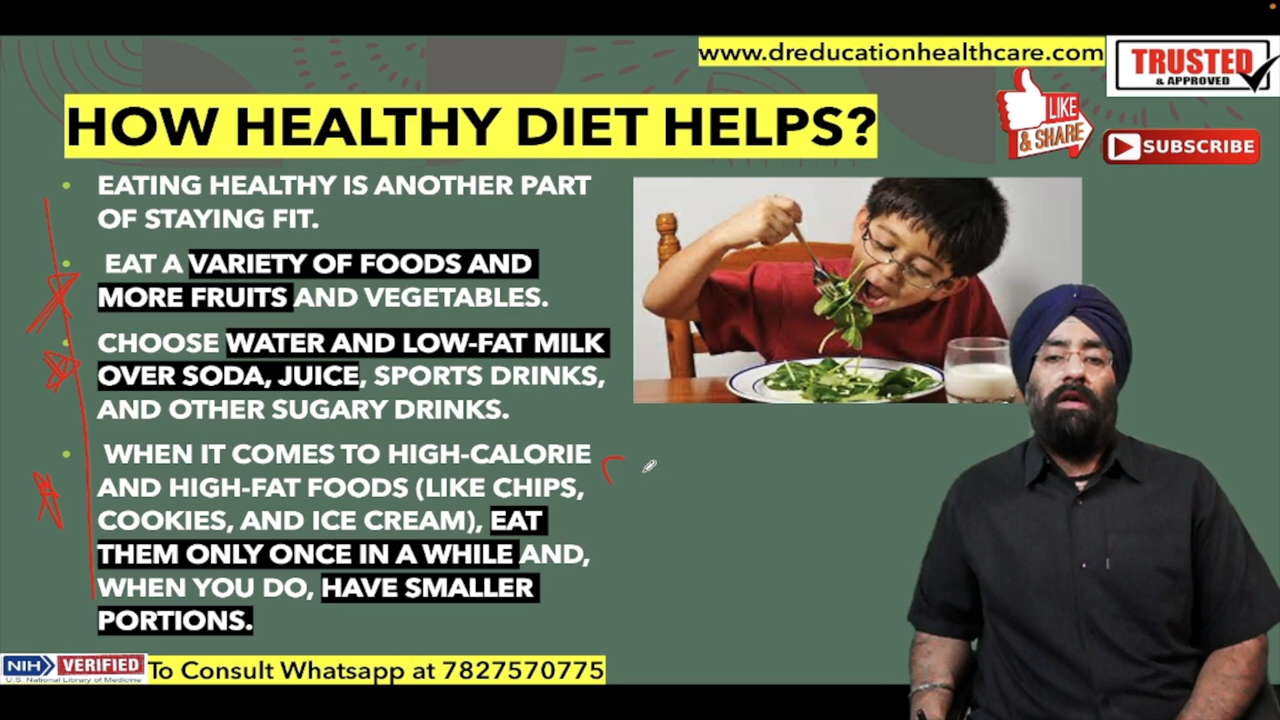 www.dreducationhealthcare.com
TRUSTED
& APPROVED
HOW HEALTHY DIET HELPS?
LIKE
& SHARE
SUBSCRIBE
• EATING HEALTHY IS ANOTHER PART
OF STAYING FIT.
• EAT A VARIETY OF FOODS AND
MORE FRUITS AND VEGETABLES.
• CHOOSE WATER AND LOW-FAT MILK
OVER SODA, JUICE, SPORTS DRINKS,
AND OTHER SUGARY DRINKS.
• WHEN IT COMES TO HIGH-CALORIE
AND HIGH-FAT FOODS (LIKE CHIPS,
COOKIES, AND ICE CREAM), EAT
THEM ONLY ONCE IN A WHILE AND,
WHEN YOU DO, HAVE SMALLER
PORTIONS.
NIH VERIFIED
U.S. National Library of Medicine
To Consult Whatsapp at 7827570775